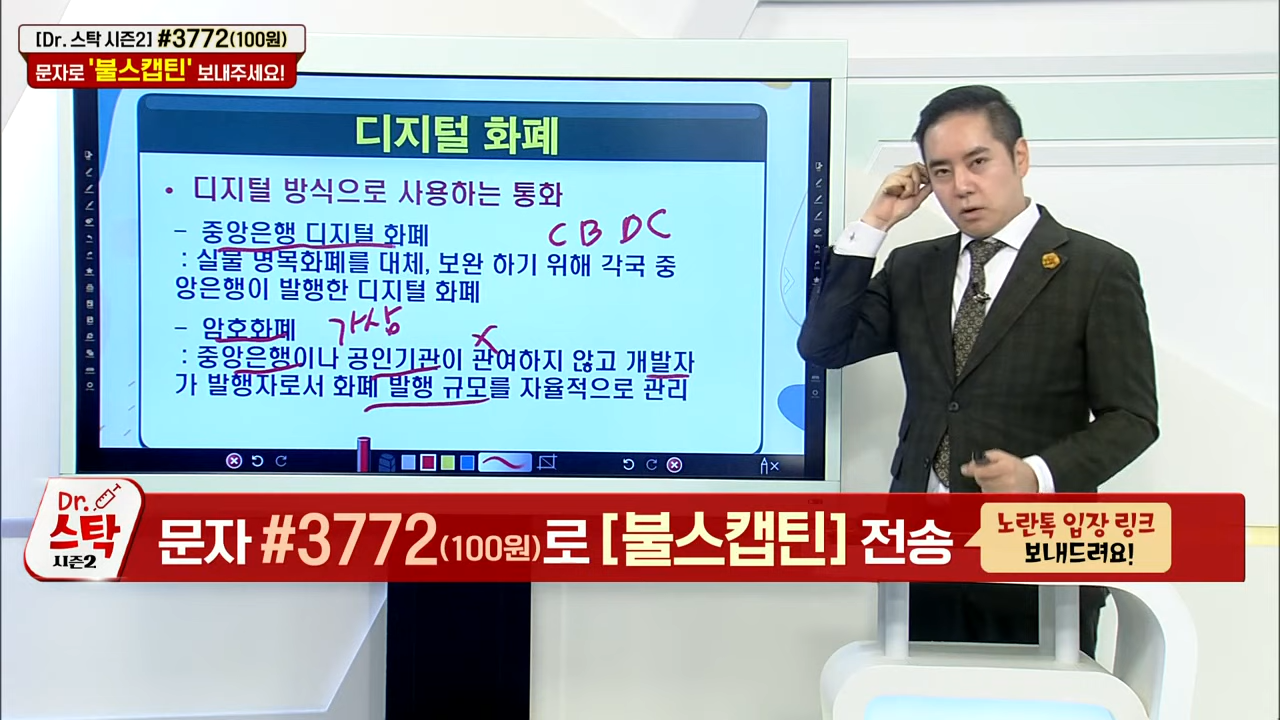 [Dr. 스탁 시즌2] #3772(100원)
문자로 '불스캡틴' 보내주세요!
디지털 화폐
• 디지털 방식으로 사용하는 통화
- 중앙은행 디지털 화폐 CBDC
: 실물 명목화폐를 대체, 보완 하기 위해 각국 중
앙은행이 발행한 디지털 화폐
- 암호화폐 가상
: 중앙은행이나 공인기관이 관여하지 않고 개발자
가 발행자로서 화폐 발행 규모를 자율적으로 관리
Dr.
스탁
시즌2
문자 #3772(100원)로 [불스캡틴] 전송
노란톡 입장 링크
보내드려요!